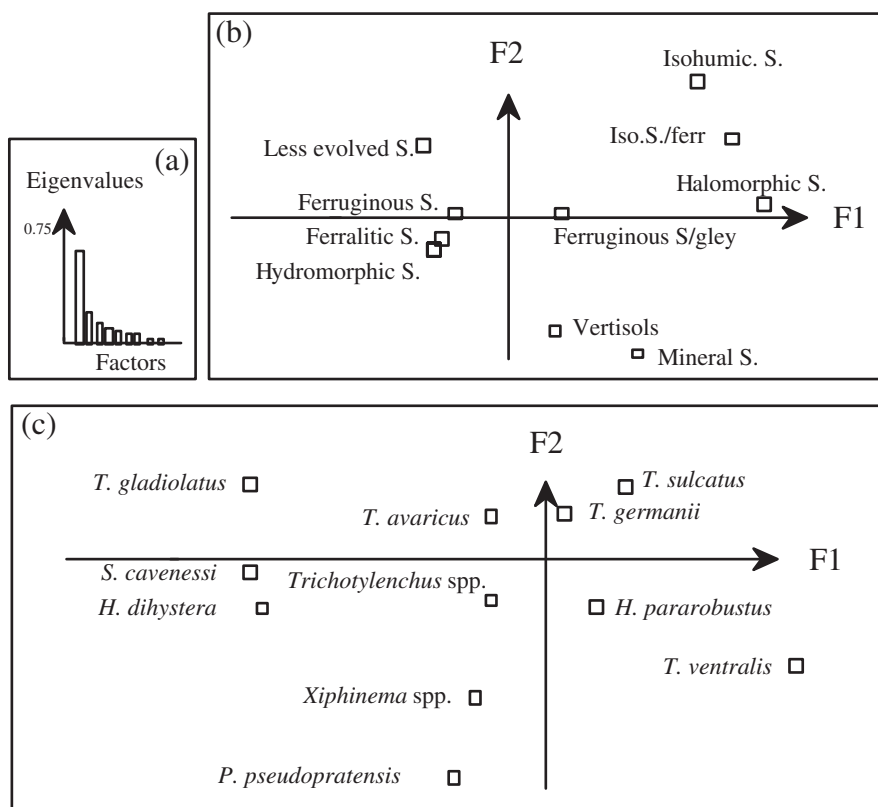 (a)
Eigenvalues
0.75
Factors
(b)
F2
Isohumic. S.
Less evolved S.
Iso.S./ferr
Ferruginous S.
Halomorphic S.
F1
Ferralitic S.
Ferruginous S/gley
Hydromorphic S.
Vertisols
Mineral S.
(c)
F2
T. gladiolatus
T. sulcatus
T. avaricus
T. germanii
F1
S. cavenessi
Trichotylenchus spp.
H. dihystera
H. pararobustus
T. ventralis
Xiphinema spp.
P. pseudopratensis